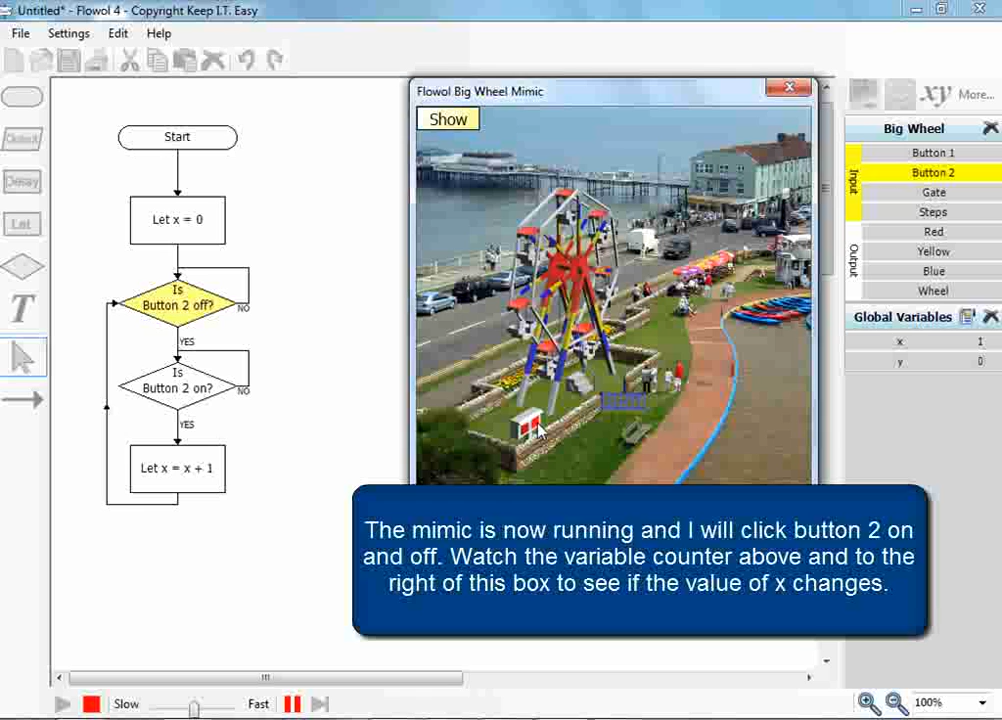 Untitled* - Flowol 4 - Copyright Keep I.T. Easy
File Settings Edit Help
xy More...
Output
Delay
Let
T
Start
Let x = 0
Is
Button 2 off?
NO
YES
Is
Button 2 on?
NO
YES
Let x = x + 1
Flowol Big Wheel Mimic
Show
Big Wheel
Input
Button 1
Button 2
Gate
Steps
Output
Red
Yellow
Blue
Wheel
Global Variables
x 1
y 0
The mimic is now running and I will click button 2 on
and off. Watch the variable counter above and to the
right of this box to see if the value of x changes.
Slow Fast
100%